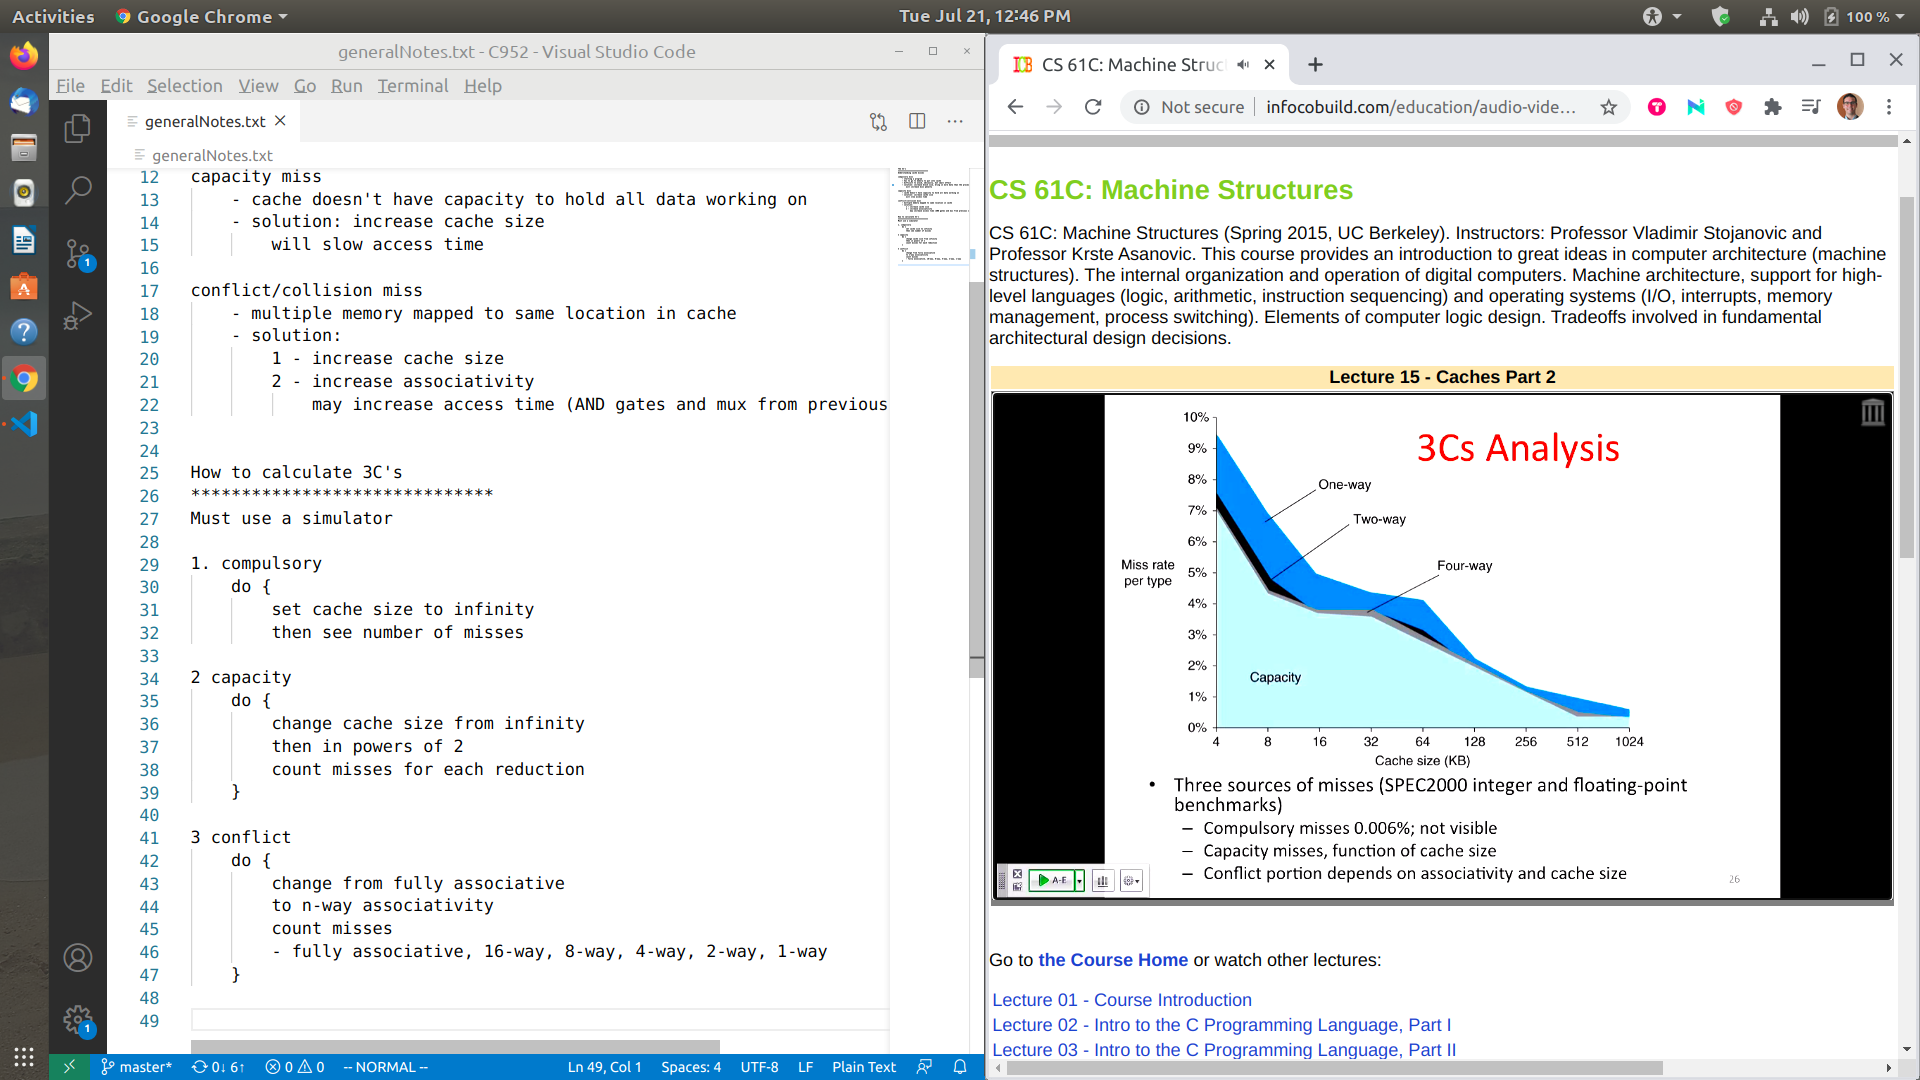 Activities
Google Chrome
Tue Jul 21, 12:46 PM
100 %
generalNotes.txt - C952 - Visual Studio Code
File Edit Selection View Go Run Terminal Help
generalNotes.txt
generalNotes.txt
12 capacity miss
13 - cache doesn't have capacity to hold all data working on
14 - solution: increase cache size
15 will slow access time
16
17 conflict/collision miss
18 - multiple memory mapped to same location in cache
19 - solution:
20 1 - increase cache size
21 2 - increase associativity
22 may increase access time (AND gates and mux from previous
23
24
25 How to calculate 3C's
26 ******************************
27 Must use a simulator
28
29 1. compulsory
30 do {
31 set cache size to infinity
32 then see number of misses
33
34 2 capacity
35 do {
36 change cache size from infinity
37 then in powers of 2
38 count misses for each reduction
39 }
40
41 3 conflict
42 do {
43 change from fully associative
44 to n-way associativity
45 count misses
46 - fully associative, 16-way, 8-way, 4-way, 2-way, 1-way
47 }
48
49
1
1
master* 0↓ 6↑ 0 0 -- NORMAL -- Ln 49, Col 1 Spaces: 4 UTF-8 LF Plain Text
CS 61C: Machine Struc
Not secure infocobuild.com/education/audio-vide...
CS 61C: Machine Structures
CS 61C: Machine Structures (Spring 2015, UC Berkeley). Instructors: Professor Vladimir Stojanovic and
Professor Krste Asanovic. This course provides an introduction to great ideas in computer architecture (machine
structures). The internal organization and operation of digital computers. Machine architecture, support for high-
level languages (logic, arithmetic, instruction sequencing) and operating systems (I/O, interrupts, memory
management, process switching). Elements of computer logic design. Tradeoffs involved in fundamental
architectural design decisions.
Lecture 15 - Caches Part 2
3Cs Analysis
10%
9%
8%
7%
6%
5%
4%
3%
2%
1%
0%
Miss rate
per type
One-way
Two-way
Four-way
Capacity
4 8 16 32 64 128 256 512 1024
Cache size (KB)
• Three sources of misses (SPEC2000 integer and floating-point
benchmarks)
– Compulsory misses 0.006%; not visible
– Capacity misses, function of cache size
– Conflict portion depends on associativity and cache size
A-E
26
Go to the Course Home or watch other lectures:
Lecture 01 - Course Introduction
Lecture 02 - Intro to the C Programming Language, Part I
Lecture 03 - Intro to the C Programming Language, Part II